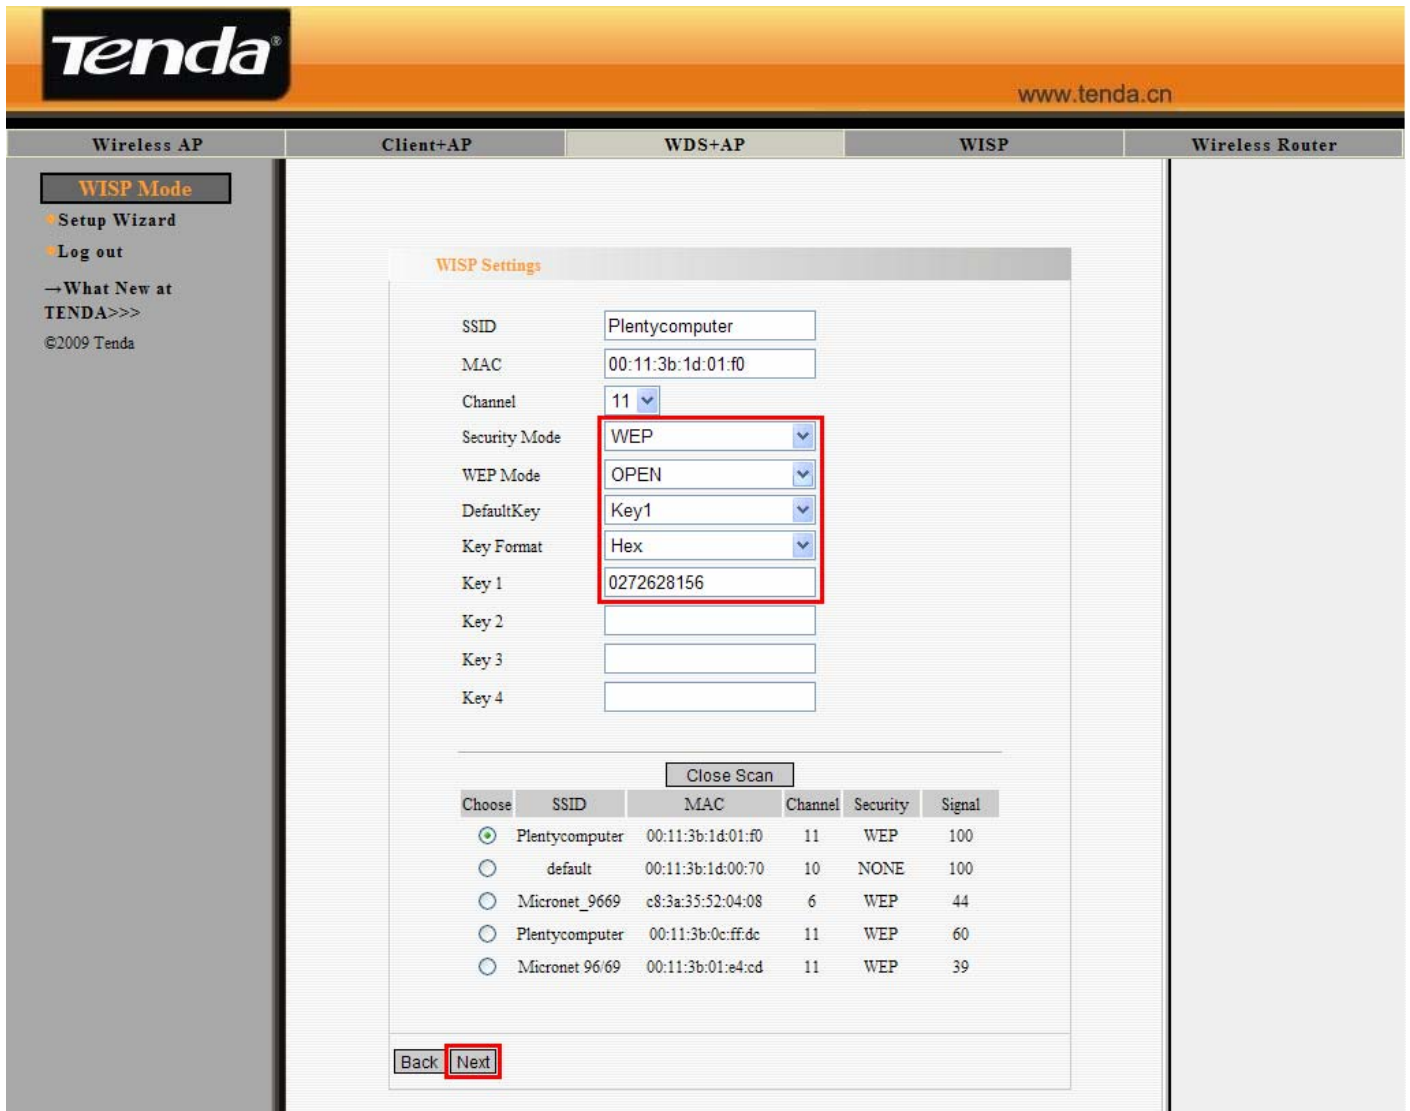 Tenda®
www.tenda.cn
Wireless AP Client+AP WDS+AP WISP Wireless Router
WISP Mode
Setup Wizard
Log out
→What New at
TENDA>>>
©2009 Tenda
WISP Settings
SSID Plentycomputer
MAC 00:11:3b:1d:01:f0
Channel 11
Security Mode WEP
WEP Mode OPEN
DefaultKey Key1
Key Format Hex
Key 1 0272628156
Key 2
Key 3
Key 4
Close Scan
Choose SSID MAC Channel Security Signal
Plentycomputer 00:11:3b:1d:01:f0 11 WEP 100
default 00:11:3b:1d:00:70 10 NONE 100
Micronet_9669 c8:3a:35:52:04:08 6 WEP 44
Plentycomputer 00:11:3b:0c:ff:dc 11 WEP 60
Micronet 96/69 00:11:3b:01:e4:cd 11 WEP 39
Back Next